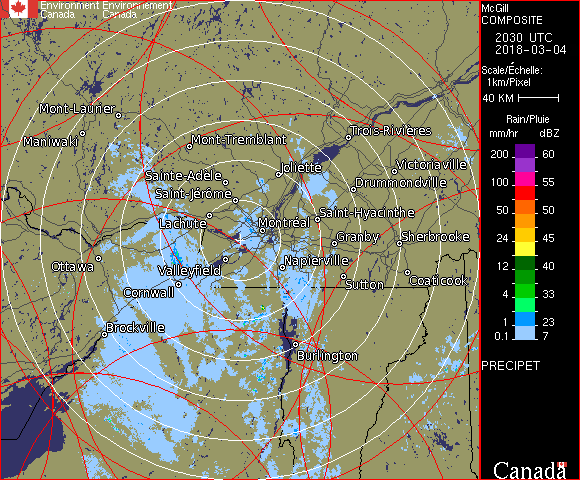 Environment Environnement
Canada Canada
McGill
COMPOSITE
2030 UTC
2018-03-04
Scale/Échelle:
1km/Pixel
40 KM
Rain/Pluie
mm/hr dBZ
200 60
100 55
50 50
24 45
12 40
4 33
1 23
0.1 7
PRECIPET
Canada
Mont-Laurier
Maniwaki
Mont-Tremblant
Trois-Rivières
Joliette
Victoriaville
Sainte-Adèle
Drummondville
Saint-Jérôme
Saint-Hyacinthe
Lachute
Montréal
Granby
Sherbrooke
Ottawa
Valleyfield
Napierville
Sutton
Coaticook
Cornwall
Brockville
Burlington